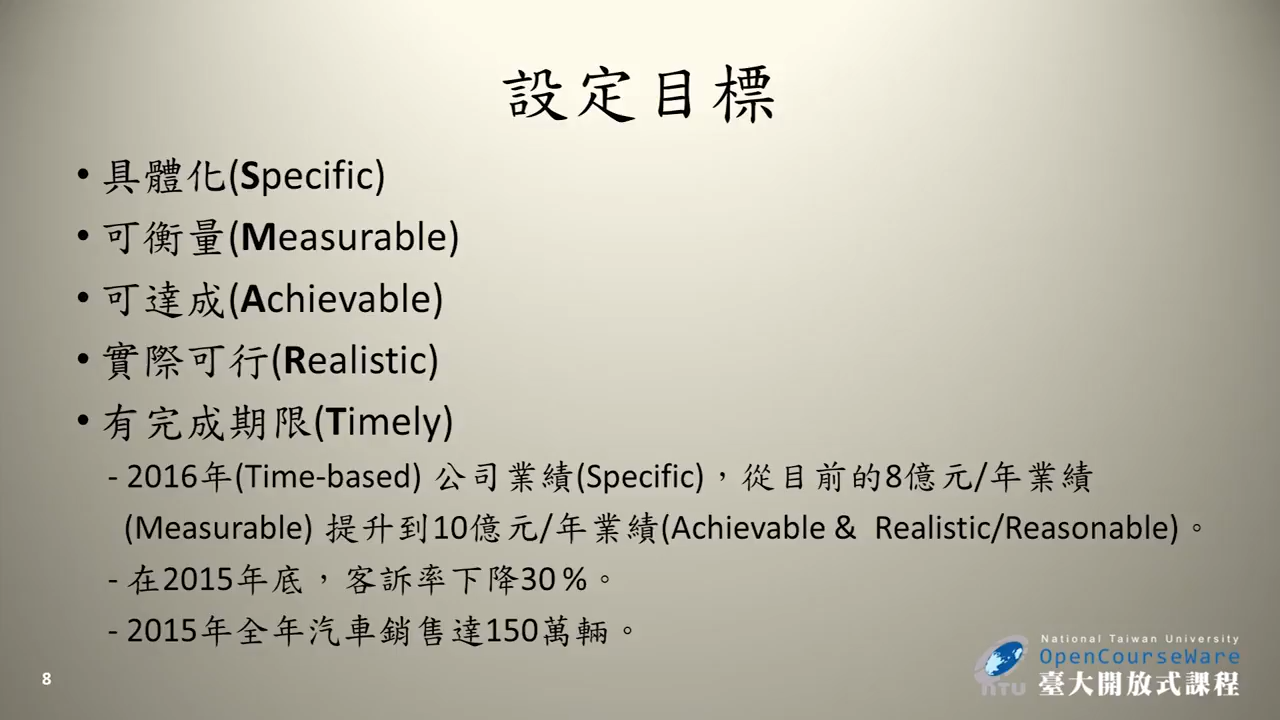 設定目標
• 具體化(Specific)
• 可衡量(Measurable)
• 可達成(Achievable)
• 實際可行(Realistic)
• 有完成期限(Timely)
- 2016年(Time-based) 公司業績(Specific)，從目前的8億元/年業績
(Measurable) 提升到10億元/年業績(Achievable & Realistic/Reasonable)。
- 在2015年底，客訴率下降30%。
- 2015年全年汽車銷售達150萬輛。
8
National Taiwan University
OpenCourseWare
臺大開放式課程
NTU